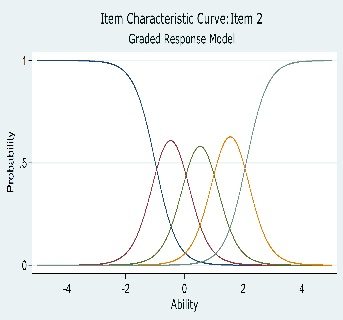 Item Characteristic Curve: Item 2
Graded Response Model
Probability
1
.5
0
-4
-2
0
2
4
Ability